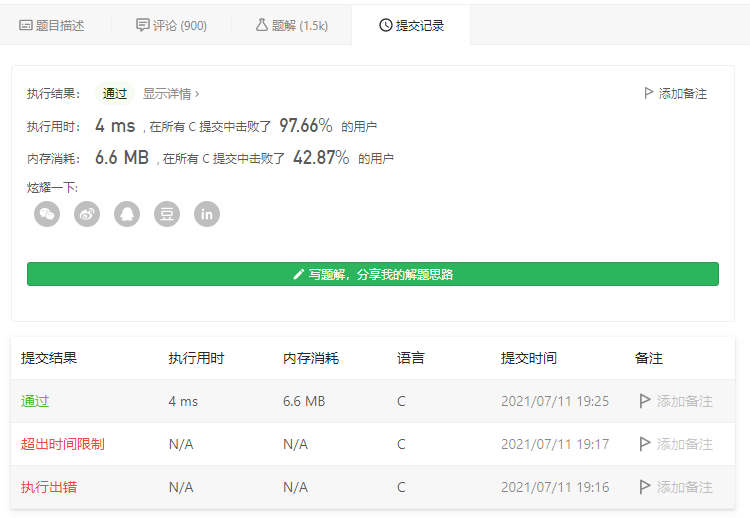 题目描述 评论 (900) 题解 (1.5k) 提交记录
执行结果： 通过 显示详情 > 添加备注
执行用时： 4 ms , 在所有 C 提交中击败了 97.66% 的用户
内存消耗： 6.6 MB , 在所有 C 提交中击败了 42.87% 的用户
炫耀一下:
豆 in
写题解，分享我的解题思路
提交结果 执行用时 内存消耗 语言 提交时间 备注
通过 4 ms 6.6 MB C 2021/07/11 19:25 添加备注
超出时间限制 N/A N/A C 2021/07/11 19:17 添加备注
执行出错 N/A N/A C 2021/07/11 19:16 添加备注